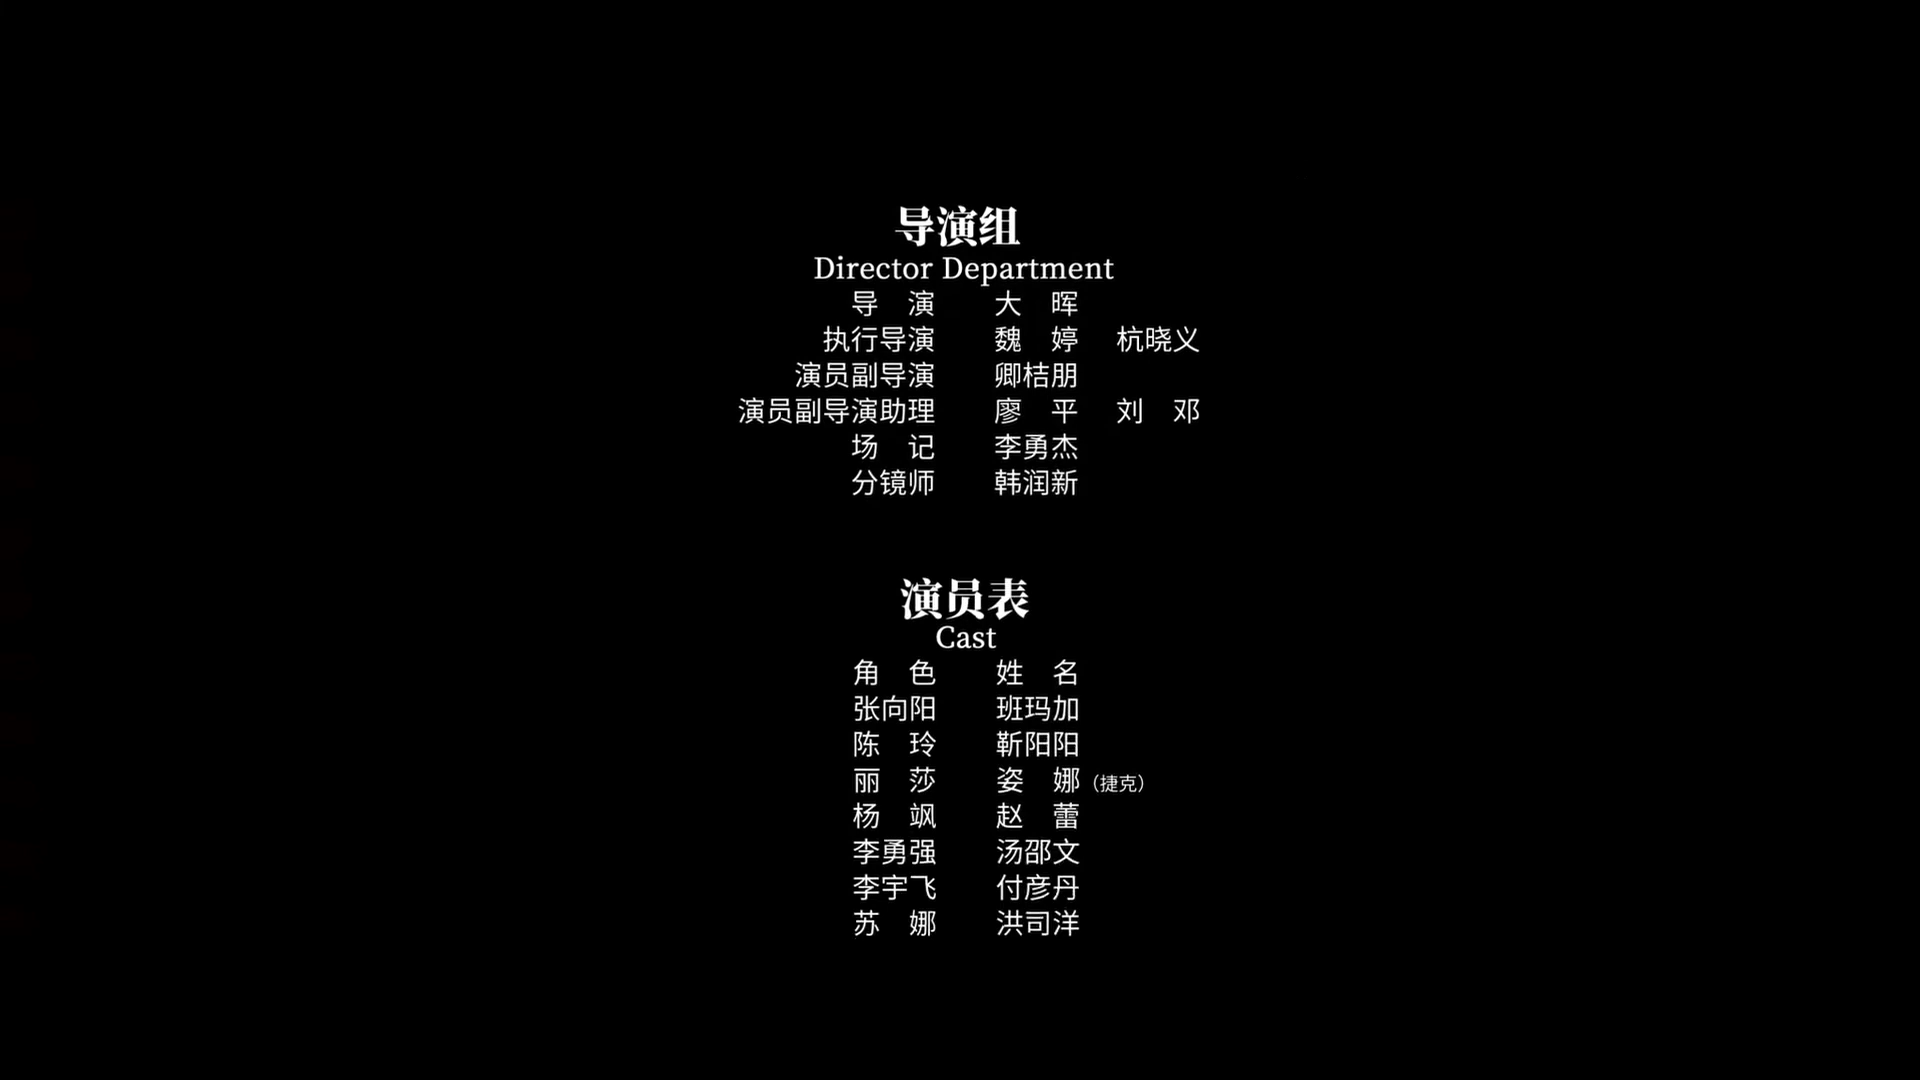 导演组
Director Department
导 演 大 晖
执行导演 魏 婷 杭晓义
演员副导演 卿桔朋
演员副导演助理 廖 平 刘 邓
场 记 李勇杰
分镜师 韩润新
演员表
Cast
角 色 姓 名
张向阳 班玛加
陈 玲 靳阳阳
丽 莎 姿 娜（捷克）
杨 飒 赵 蕾
李勇强 汤邵文
李宇飞 付彦丹
苏 娜 洪司洋